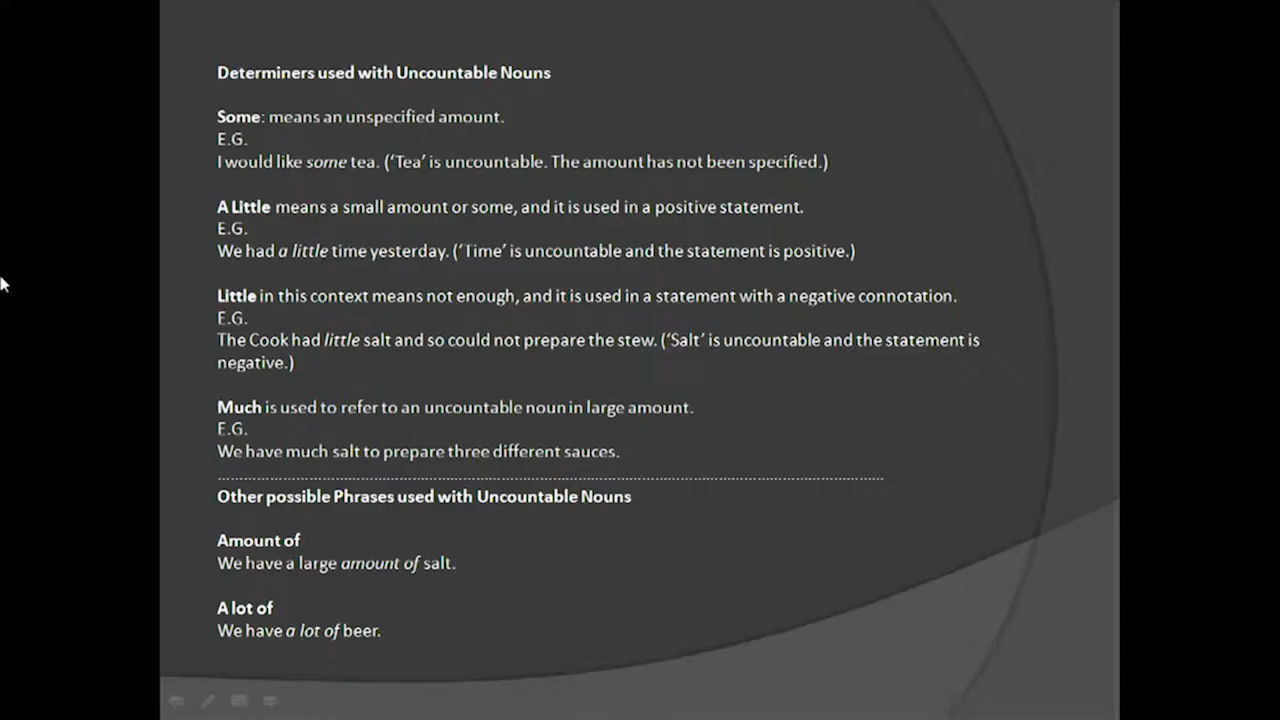 Determiners used with Uncountable Nouns
Some: means an unspecified amount.
E.G.
I would like some tea. (‘Tea’ is uncountable. The amount has not been specified.)
A Little means a small amount or some, and it is used in a positive statement.
E.G.
We had a little time yesterday. (‘Time’ is uncountable and the statement is positive.)
Little in this context means not enough, and it is used in a statement with a negative connotation.
E.G.
The Cook had little salt and so could not prepare the stew. (‘Salt’ is uncountable and the statement is
negative.)
Much is used to refer to an uncountable noun in large amount.
E.G.
We have much salt to prepare three different sauces.
Other possible Phrases used with Uncountable Nouns
Amount of
We have a large amount of salt.
A lot of
We have a lot of beer.